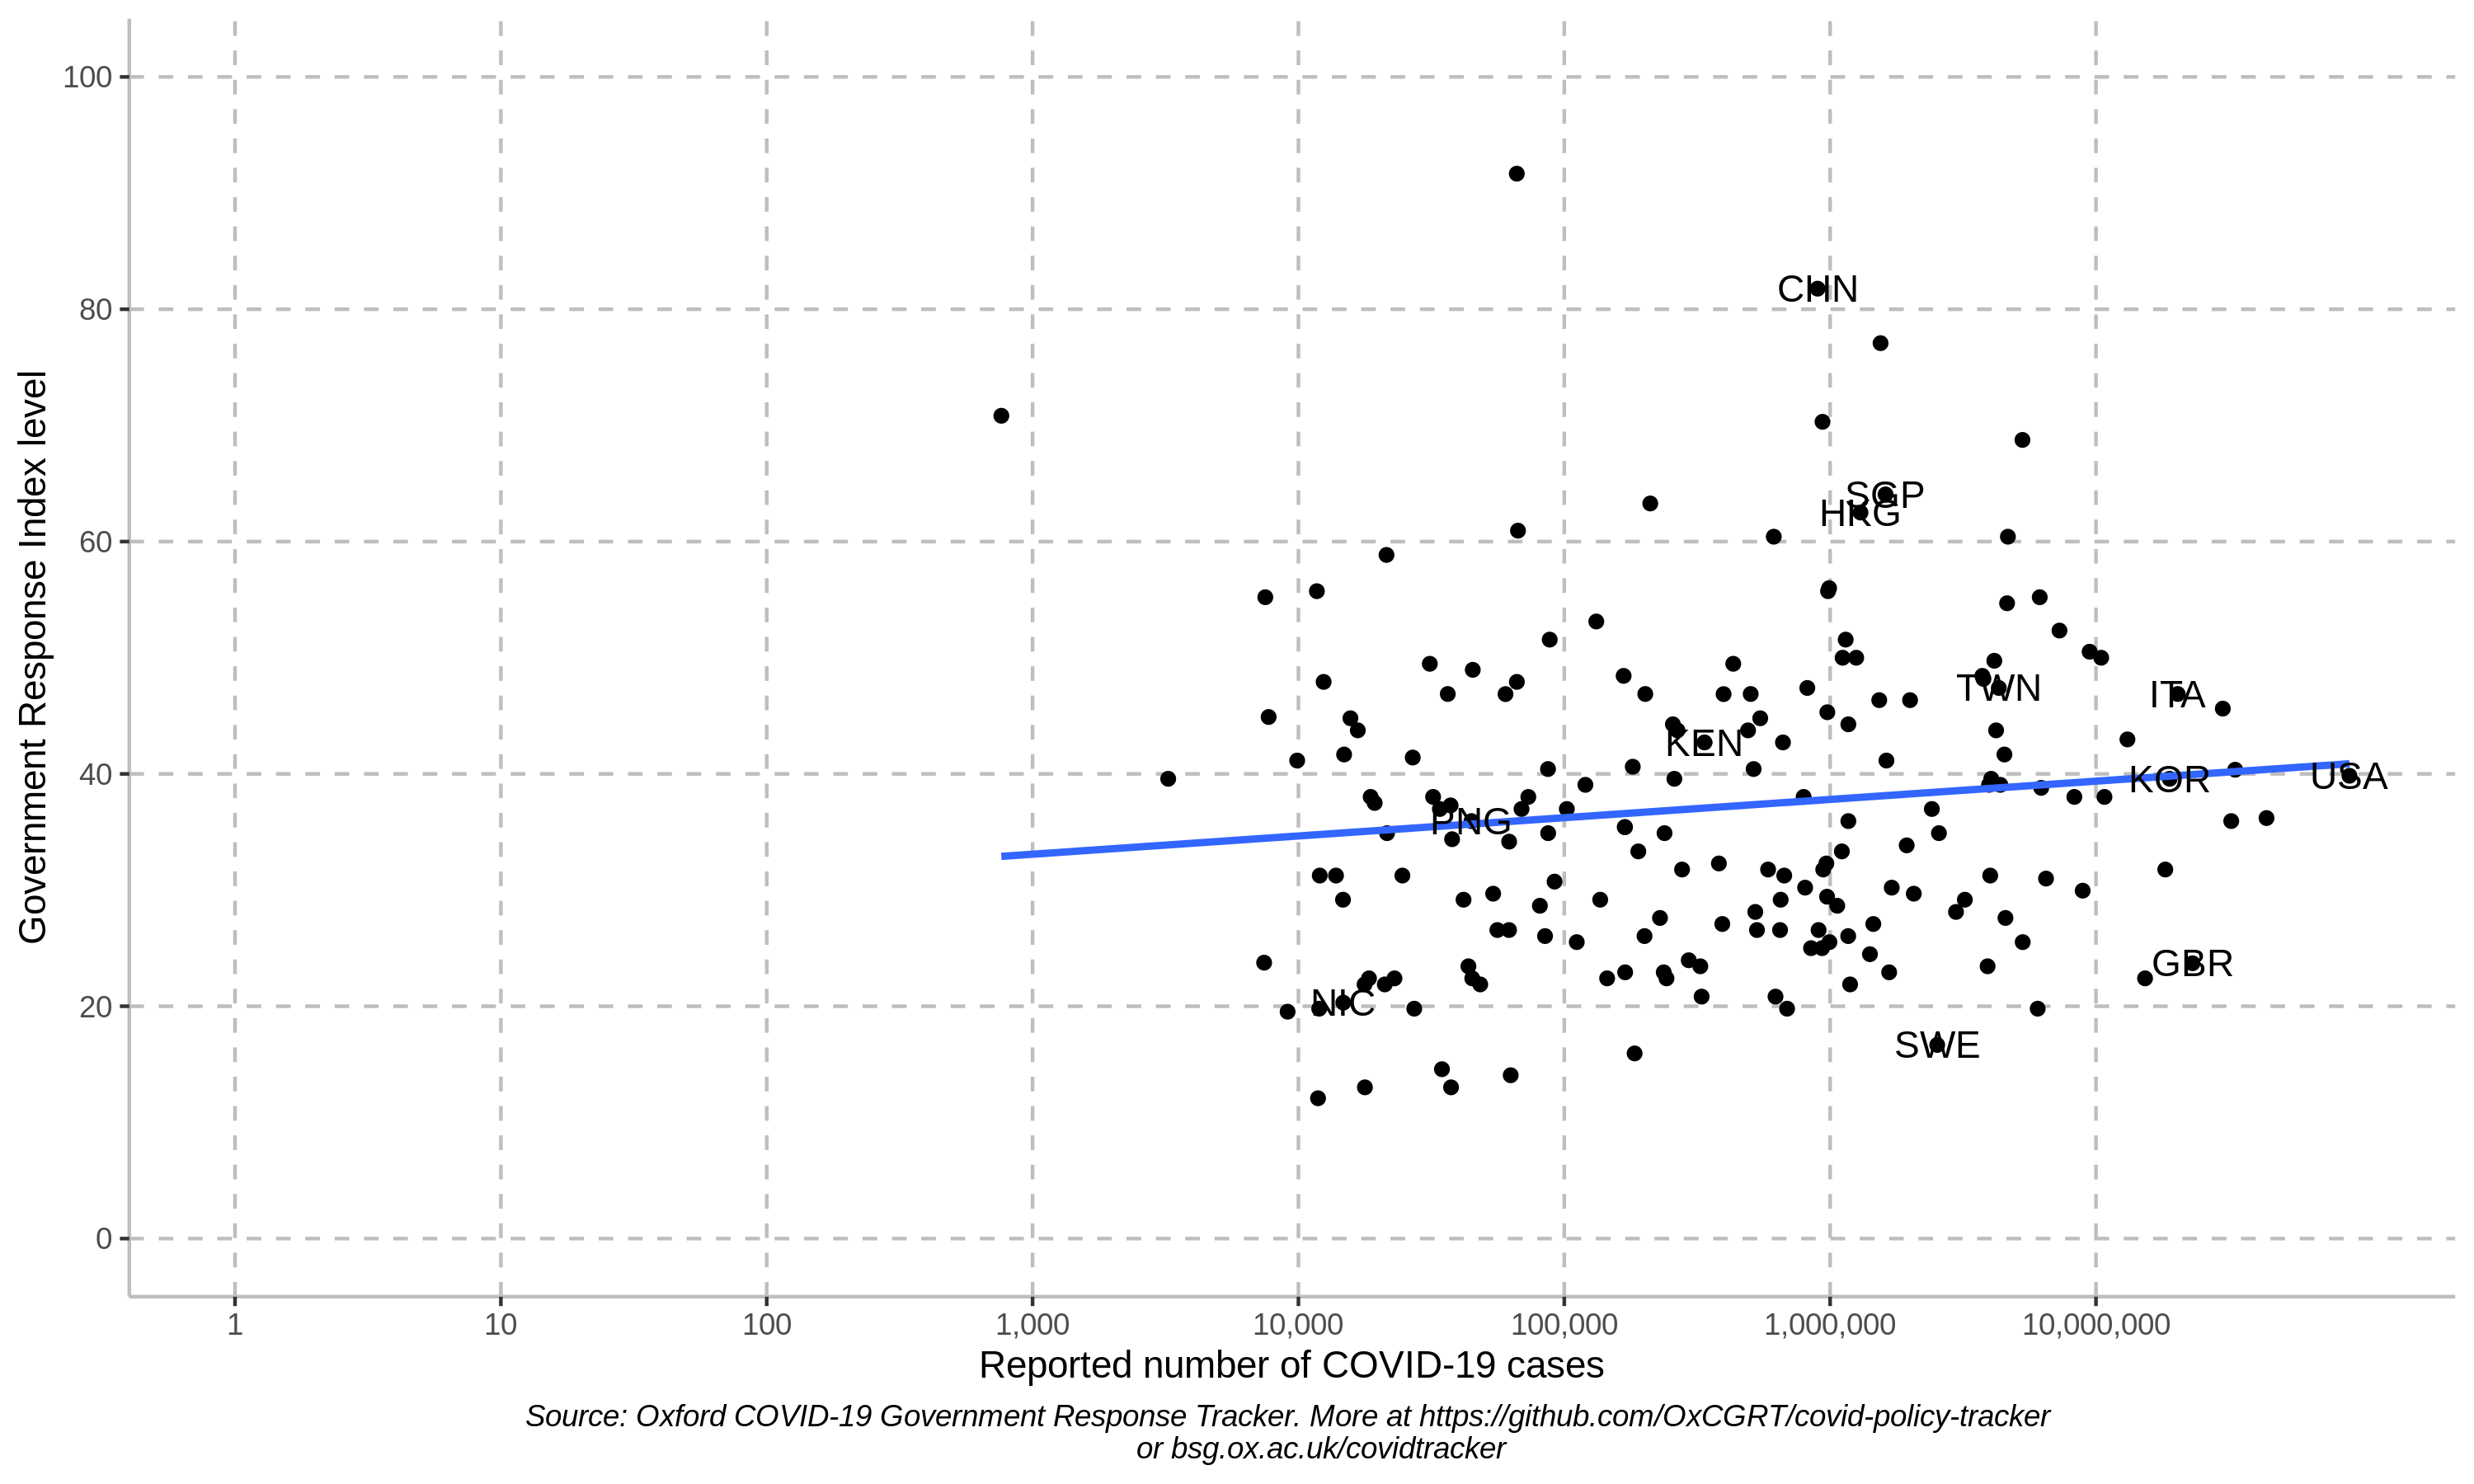 Government Response Index level
100
80
60
40
20
0
CHN
SGP
HKG
TWN
ITA
KEN
KOR
USA
PNG
GBR
NIC
SWE
1 10 100 1,000 10,000 100,000 1,000,000 10,000,000
Reported number of COVID-19 cases
Source: Oxford COVID-19 Government Response Tracker. More at https://github.com/OxCGRT/covid-policy-tracker
or bsg.ox.ac.uk/covidtracker